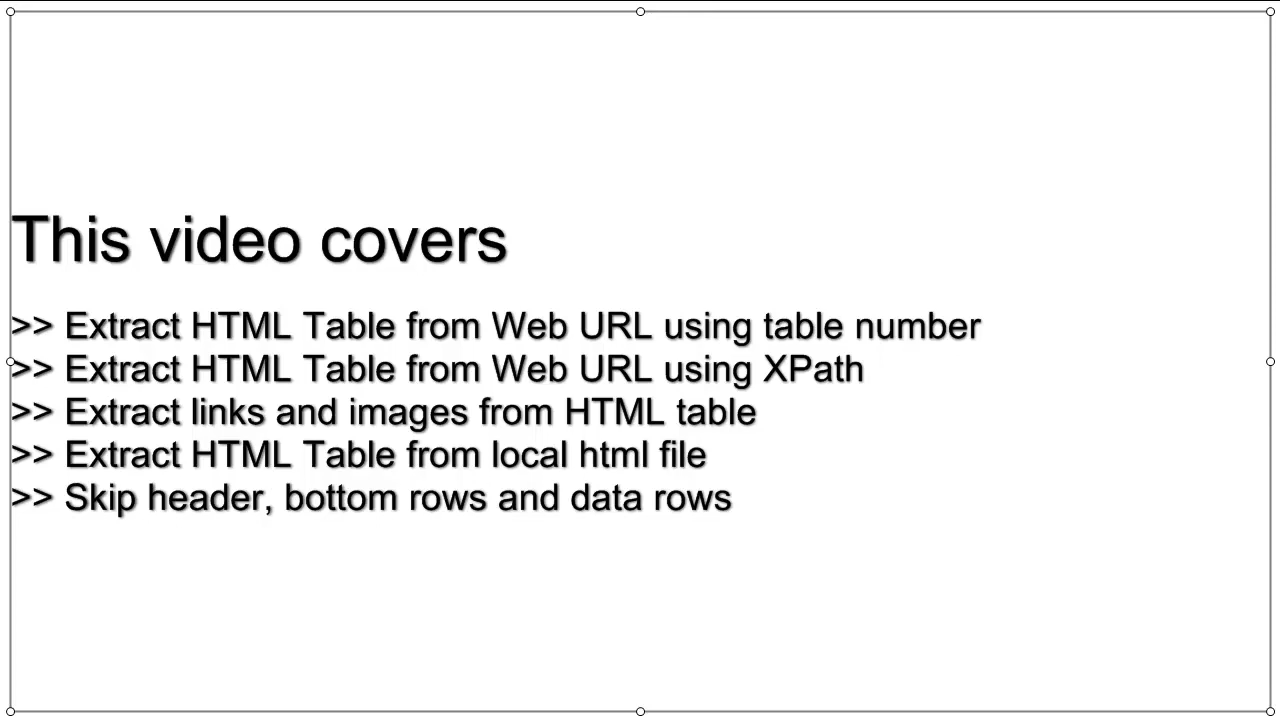 This video covers
>> Extract HTML Table from Web URL using table number
>> Extract HTML Table from Web URL using XPath
>> Extract links and images from HTML table
>> Extract HTML Table from local html file
>> Skip header, bottom rows and data rows